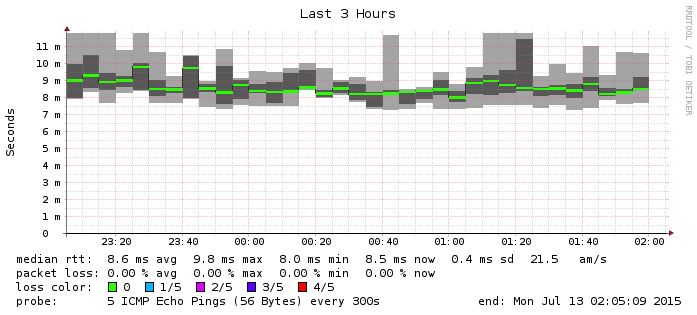 Last 3 Hours
RRDTOOL / TOBI OETIKER
Seconds
11 m
10 m
9 m
8 m
7 m
6 m
5 m
4 m
3 m
2 m
1 m
0
23:20 23:40 00:00 00:20 00:40 01:00 01:20 01:40 02:00
median rtt: 8.6 ms avg 9.8 ms max 8.0 ms min 8.5 ms now 0.4 ms sd 21.5 am/s
packet loss: 0.00 % avg 0.00 % max 0.00 % min 0.00 % now
loss color: 0 1/5 2/5 3/5 4/5
probe: 5 ICMP Echo Pings (56 Bytes) every 300s end: Mon Jul 13 02:05:09 2015